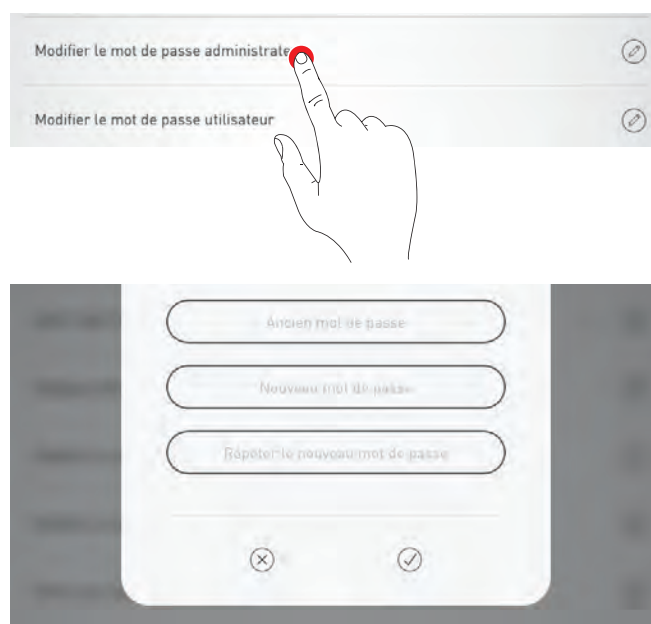 Modifier le mot de passe administrate
Modifier le mot de passe utilisateur
Ancien mot de passe
Nouveau mot de passe
Répéter le nouveau mot de passe